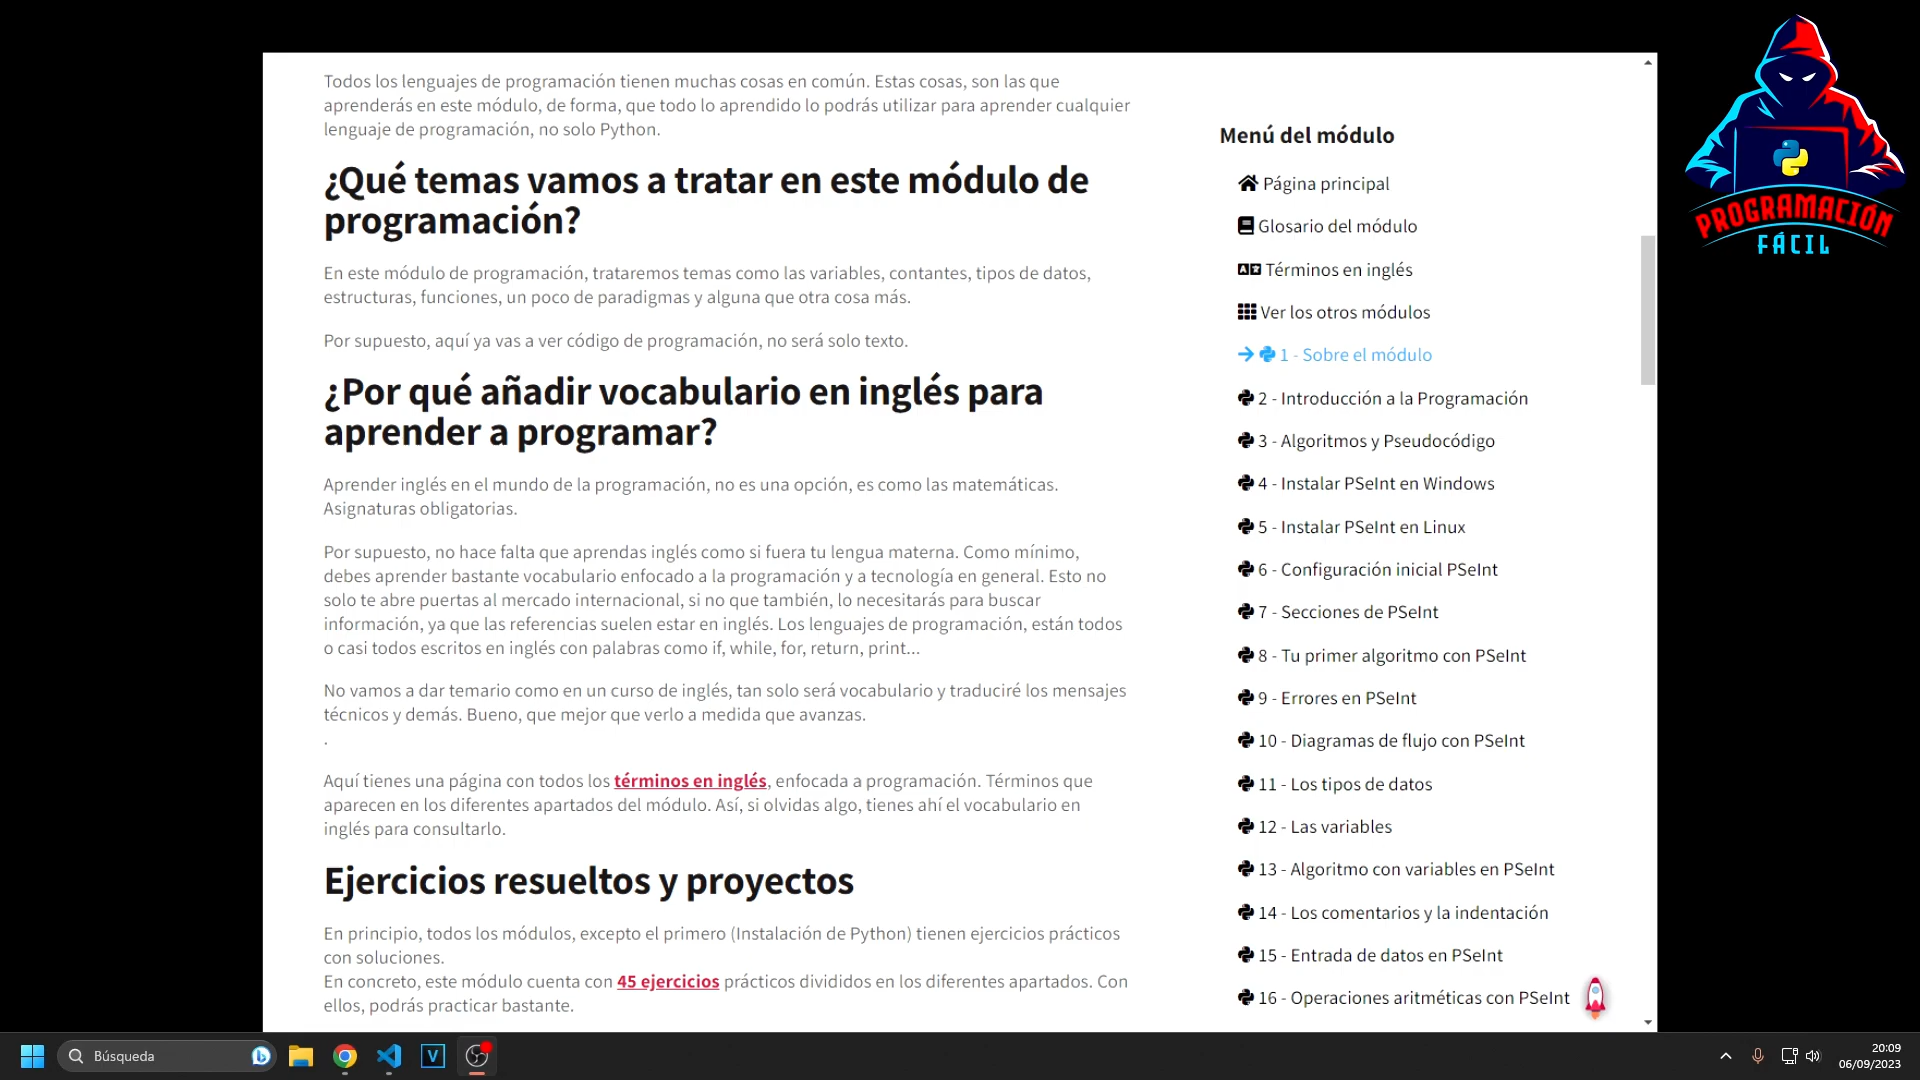 Todos los lenguajes de programación tienen muchas cosas en común. Estas cosas, son las que
aprenderás en este módulo, de forma, que todo lo aprendido lo podrás utilizar para aprender cualquier
lenguaje de programación, no solo Python.
¿Qué temas vamos a tratar en este módulo de
programación?
En este módulo de programación, trataremos temas como las variables, contantes, tipos de datos,
estructuras, funciones, un poco de paradigmas y alguna que otra cosa más.
Por supuesto, aquí ya vas a ver código de programación, no será solo texto.
¿Por qué añadir vocabulario en inglés para
aprender a programar?
Aprender inglés en el mundo de la programación, no es una opción, es como las matemáticas.
Asignaturas obligatorias.
Por supuesto, no hace falta que aprendas inglés como si fuera tu lengua materna. Como mínimo,
debes aprender bastante vocabulario enfocado a la programación y a tecnología en general. Esto no
solo te abre puertas al mercado internacional, si no que también, lo necesitarás para buscar
información, ya que las referencias suelen estar en inglés. Los lenguajes de programación, están todos
o casi todos escritos en inglés con palabras como if, while, for, return, print...
No vamos a dar temario como en un curso de inglés, tan solo será vocabulario y traduciré los mensajes
técnicos y demás. Bueno, que mejor que verlo a medida que avanzas.
.
Aquí tienes una página con todos los términos en inglés, enfocada a programación. Términos que
aparecen en los diferentes apartados del módulo. Así, si olvidas algo, tienes ahí el vocabulario en
inglés para consultarlo.
Ejercicios resueltos y proyectos
En principio, todos los módulos, excepto el primero (Instalación de Python) tienen ejercicios prácticos
con soluciones.
En concreto, este módulo cuenta con 45 ejercicios prácticos divididos en los diferentes apartados. Con
ellos, podrás practicar bastante.
Menú del módulo
Página principal
Glosario del módulo
Términos en inglés
Ver los otros módulos
1 - Sobre el módulo
2 - Introducción a la Programación
3 - Algoritmos y Pseudocódigo
4 - Instalar PSeInt en Windows
5 - Instalar PSeInt en Linux
6 - Configuración inicial PSeInt
7 - Secciones de PSeInt
8 - Tu primer algoritmo con PSeInt
9 - Errores en PSeInt
10 - Diagramas de flujo con PSeInt
11 - Los tipos de datos
12 - Las variables
13 - Algoritmo con variables en PSeInt
14 - Los comentarios y la indentación
15 - Entrada de datos en PSeInt
16 - Operaciones aritméticas con PSeInt
PROGRAMACIÓN
FÁCIL
Búsqueda
V
20:09
06/09/2023